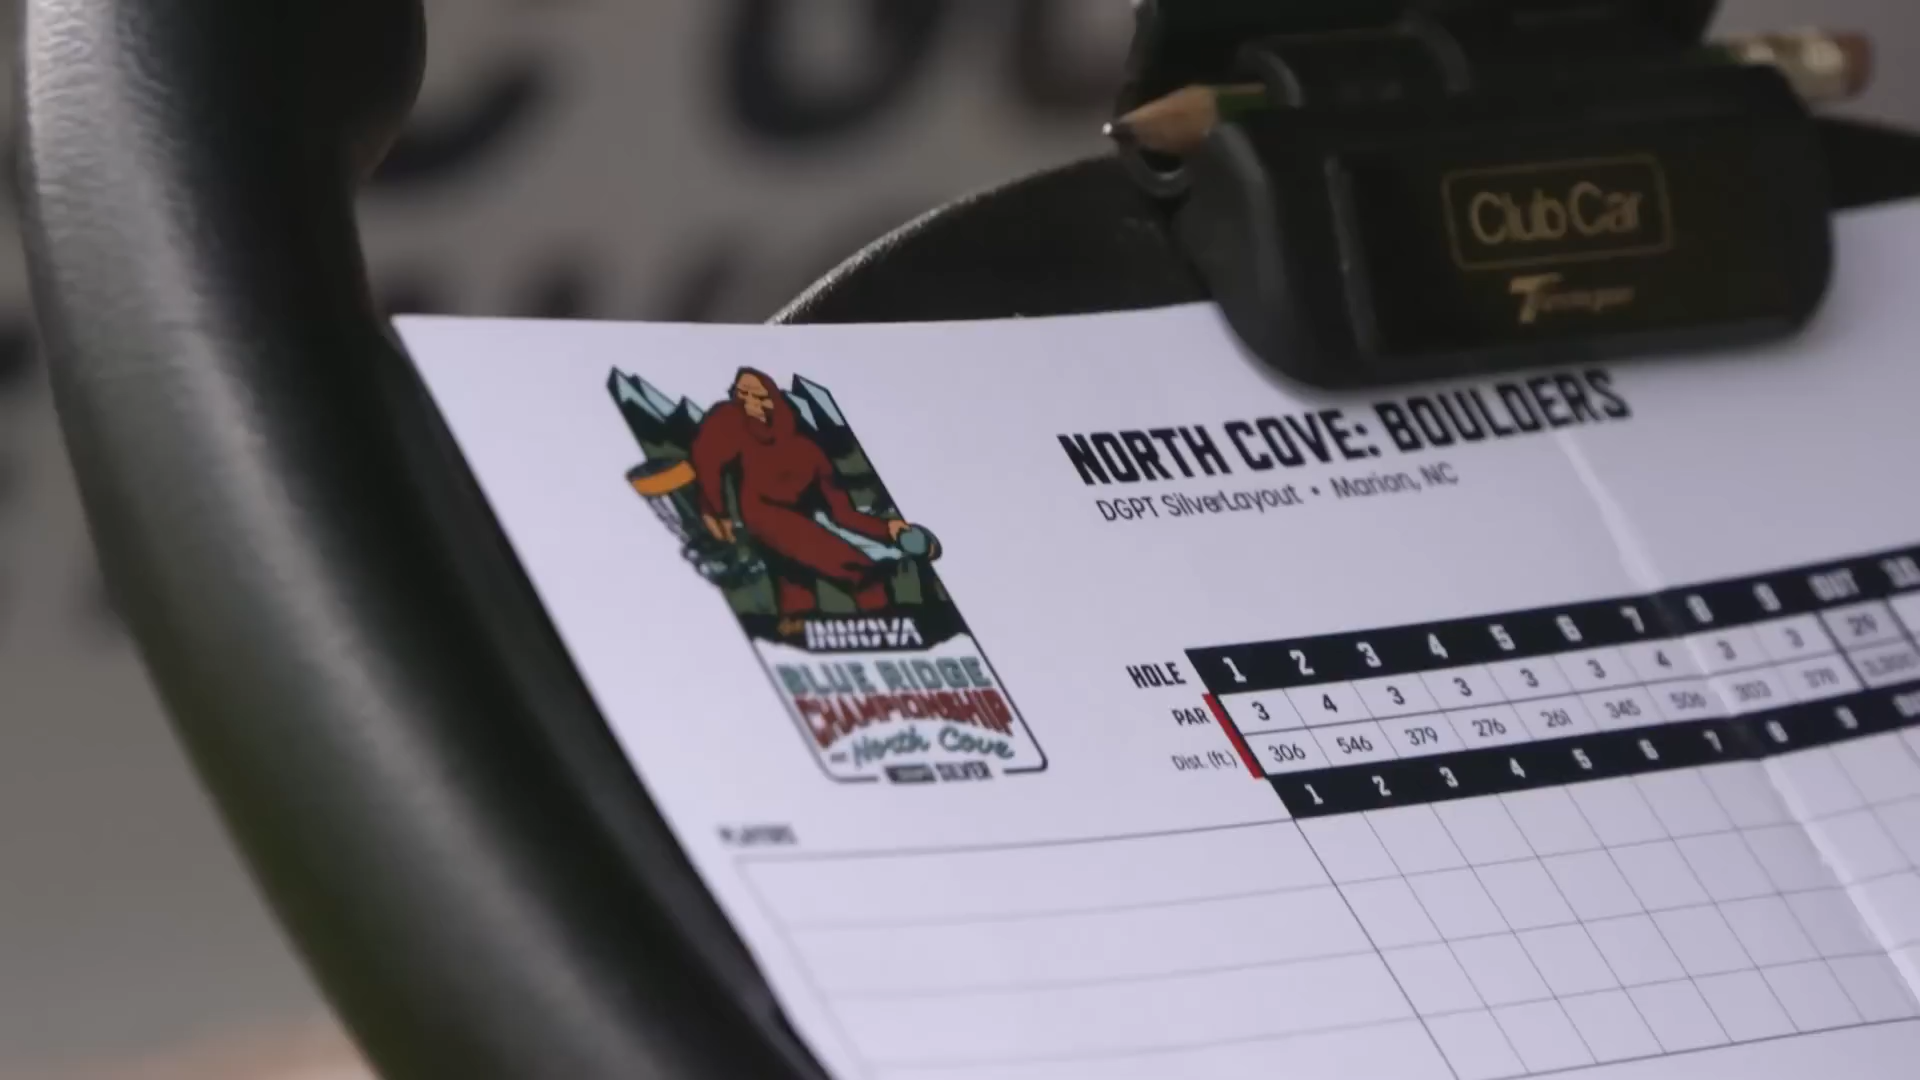 Club Car
NORTH COVE: BOULDERS
DGPT Silver Layout • Marion, NC
INNOVA
BLUE RIDGE
CHAMPIONSHIP
North Cove
SILVER
HOLE 1 2 3 4 5 6 7 8 9 OUT
PAR 3 4 3 3 3 3 4 3 3
Dist. (ft.) 306 546 379 276 261 345 506 303
1 2 3 4 5 6 7 8 9
PLAYERS